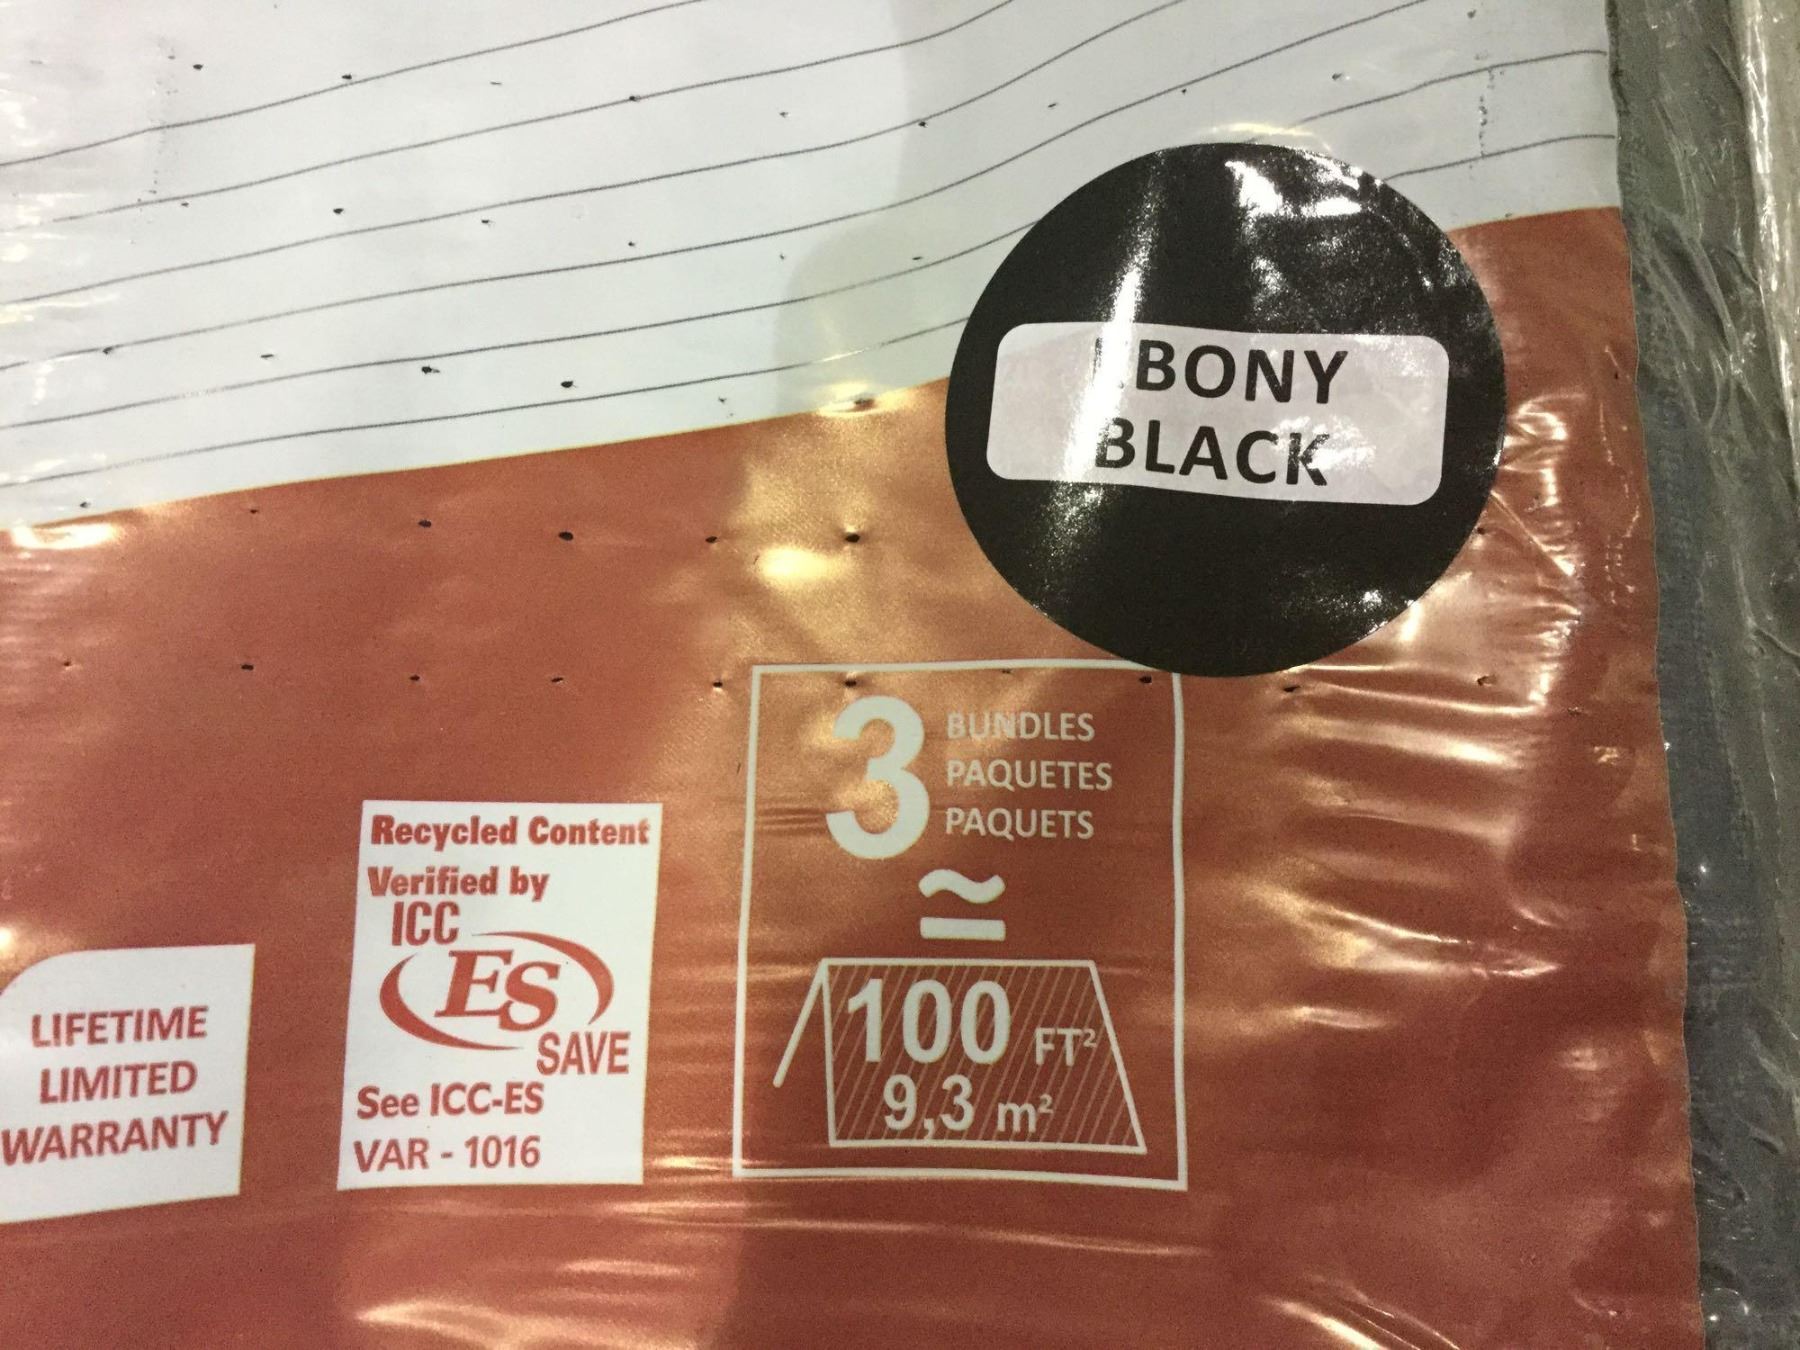 EBONY
BLACK
3 BUNDLES
PAQUETES
PAQUETS
≅
100 FT²
9,3 m²
Recycled Content
Verified by
ICC
ES
SAVE
See ICC-ES
VAR - 1016
LIFETIME
LIMITED
WARRANTY